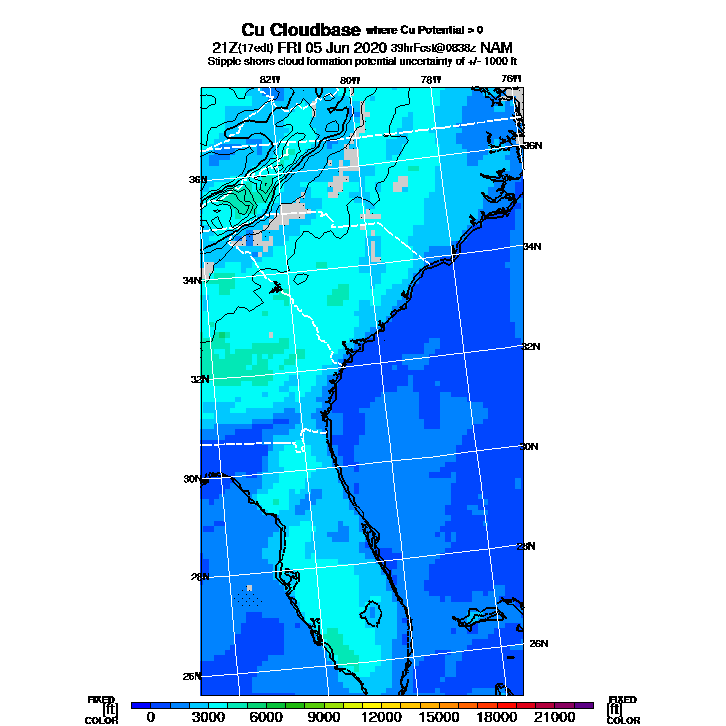 Cu Cloudbase where Cu Potential > 0
21Z(17edt) FRI 05 Jun 2020 39hrFcst@0838z NAM
Stipple shows cloud formation potential uncertainty of +/- 1000 ft
82W 80W 78W 76W
36N
36N
34N
34N
32N
32N
30N
30N
28N
28N
26N
26N
FIXED FIXED
[ft] [ft]
COLOR COLOR
0 3000 6000 9000 12000 15000 18000 21000